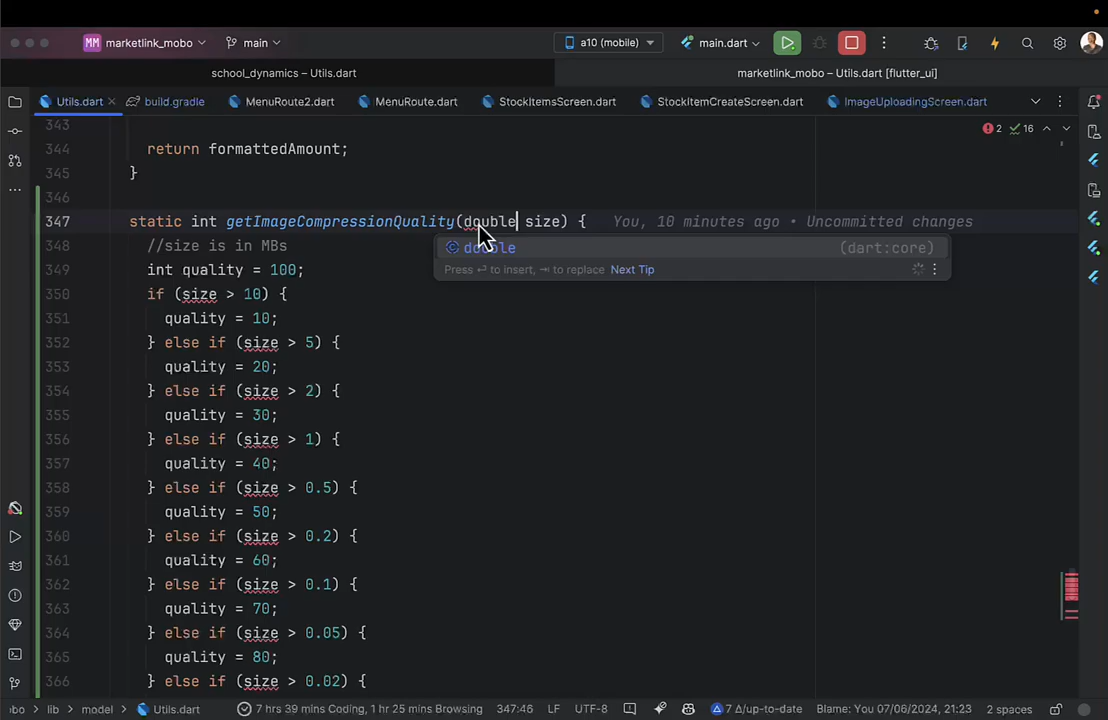 MM marketlink_mobo main a10 (mobile) main.dart
school_dynamics – Utils.dart marketlink_mobo – Utils.dart [flutter_ui]
Utils.dart build.gradle MenuRoute2.dart MenuRoute.dart StockItemsScreen.dart StockItemCreateScreen.dart ImageUploadingScreen.dart
343
2 16
344 return formattedAmount;
345 }
346
347 static int getImageCompressionQuality(double size) { You, 10 minutes ago • Uncommitted changes
348 //size is in MBs
double (dart:core)
Press ⏎ to insert, ⇥ to replace Next Tip
349 int quality = 100;
350 if (size > 10) {
351 quality = 10;
352 } else if (size > 5) {
353 quality = 20;
354 } else if (size > 2) {
355 quality = 30;
356 } else if (size > 1) {
357 quality = 40;
358 } else if (size > 0.5) {
359 quality = 50;
360 } else if (size > 0.2) {
361 quality = 60;
362 } else if (size > 0.1) {
363 quality = 70;
364 } else if (size > 0.05) {
365 quality = 80;
366 } else if (size > 0.02) {
bo › lib › model › Utils.dart 7 hrs 39 mins Coding, 1 hr 25 mins Browsing 347:46 LF UTF-8 7 ∆/up-to-date Blame: You 07/06/2024, 21:23 2 spaces